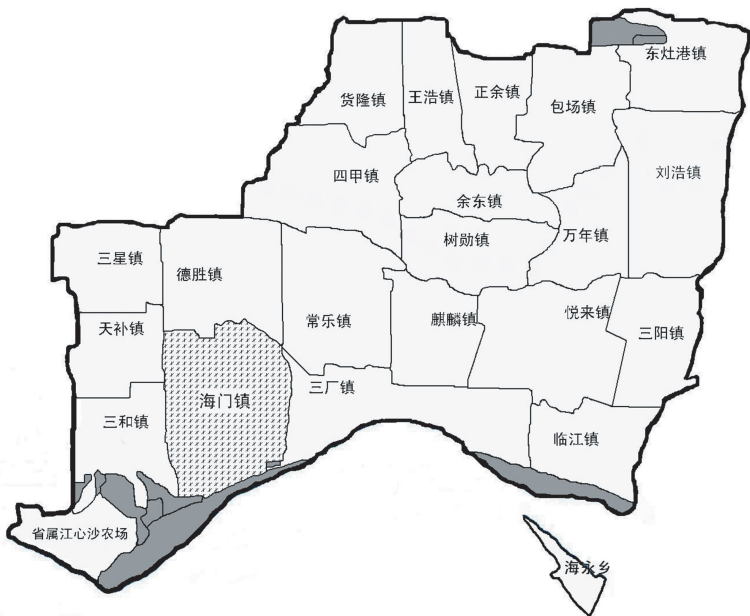 东灶港镇
货隆镇
王浩镇
正余镇
包场镇
四甲镇
余东镇
刘浩镇
树勋镇
万年镇
三星镇
德胜镇
天补镇
常乐镇
麒麟镇
悦来镇
三阳镇
三和镇
海门镇
三厂镇
临江镇
省属江心沙农场
海永乡